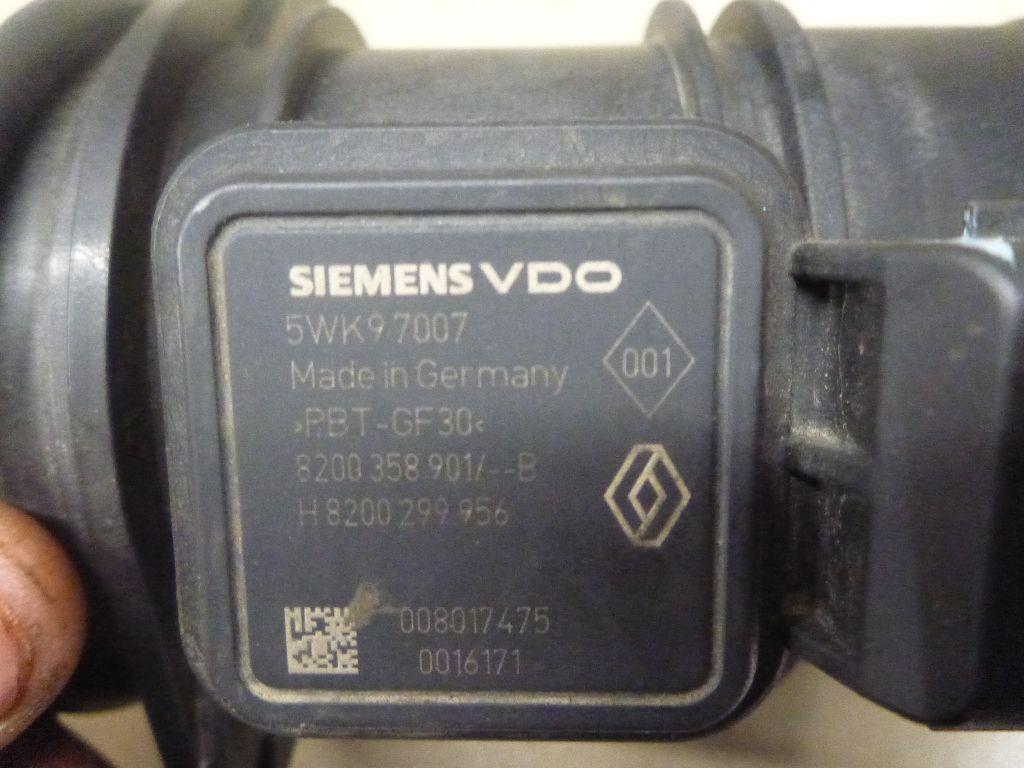 SIEMENS VDO
5WK9 7007
001
Made in Germany
>PBT-GF30<
8200 358 901/--B
H 8200 299 956
008017475
0016171